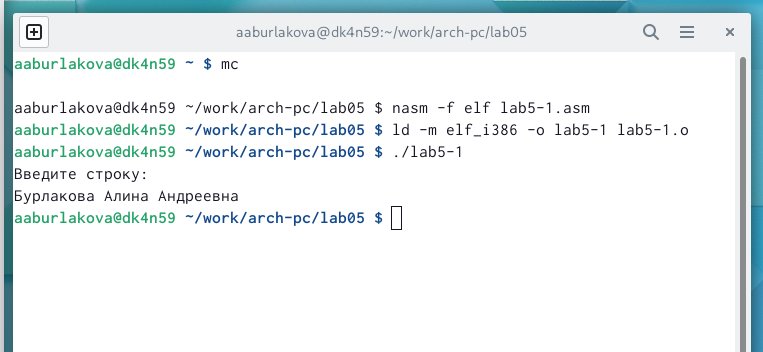 aaburlakova@dk4n59:~/work/arch-pc/lab05
aaburlakova@dk4n59 ~ $ mc
aaburlakova@dk4n59 ~/work/arch-pc/lab05 $ nasm -f elf lab5-1.asm
aaburlakova@dk4n59 ~/work/arch-pc/lab05 $ ld -m elf_i386 -o lab5-1 lab5-1.o
aaburlakova@dk4n59 ~/work/arch-pc/lab05 $ ./lab5-1
Введите строку:
Бурлакова Алина Андреевна
aaburlakova@dk4n59 ~/work/arch-pc/lab05 $